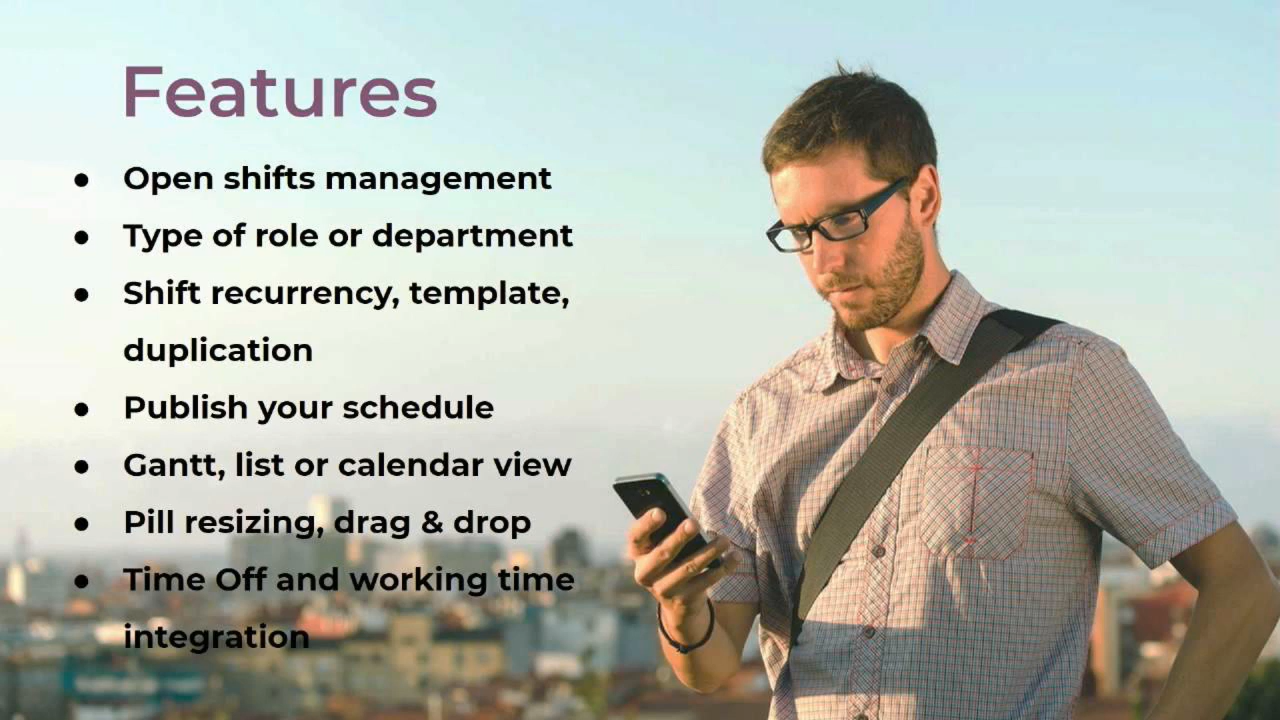 Features
● Open shifts management
● Type of role or department
● Shift recurrency, template,
duplication
● Publish your schedule
● Gantt, list or calendar view
● Pill resizing, drag & drop
● Time Off and working time
integration